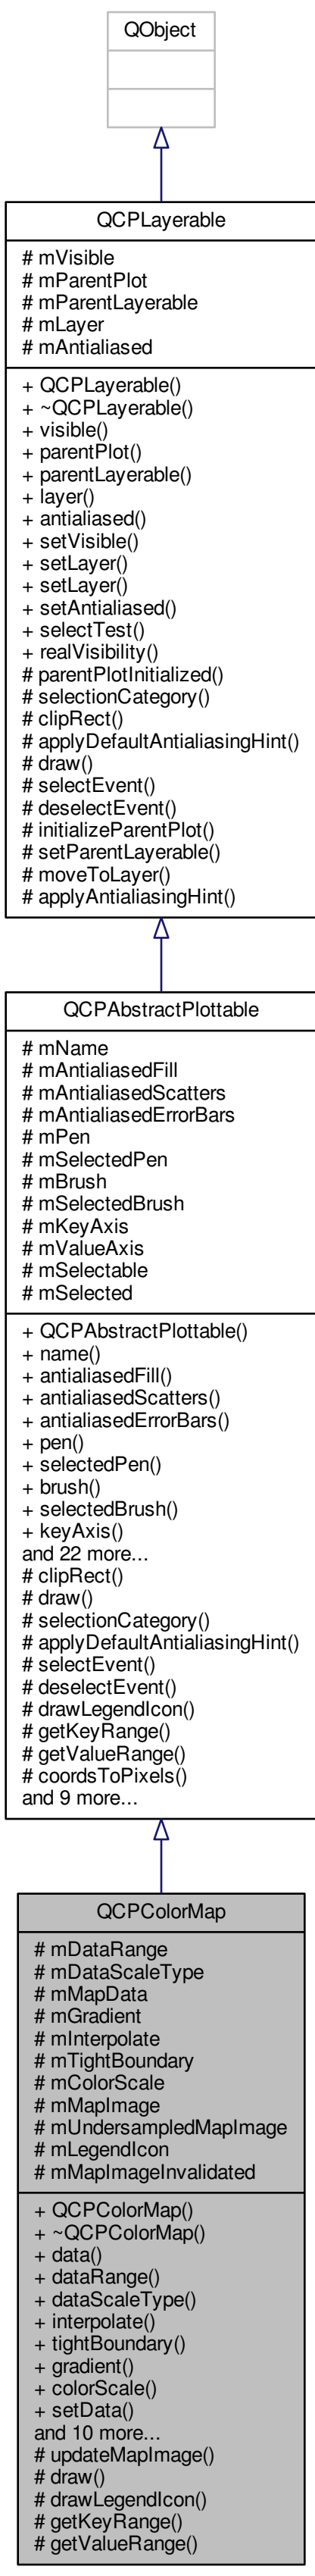 QObject
QCPLayerable
# mVisible
# mParentPlot
# mParentLayerable
# mLayer
# mAntialiased
+ QCPLayerable()
+ ~QCPLayerable()
+ visible()
+ parentPlot()
+ parentLayerable()
+ layer()
+ antialiased()
+ setVisible()
+ setLayer()
+ setLayer()
+ setAntialiased()
+ selectTest()
+ realVisibility()
# parentPlotInitialized()
# selectionCategory()
# clipRect()
# applyDefaultAntialiasingHint()
# draw()
# selectEvent()
# deselectEvent()
# initializeParentPlot()
# setParentLayerable()
# moveToLayer()
# applyAntialiasingHint()
QCPAbstractPlottable
# mName
# mAntialiasedFill
# mAntialiasedScatters
# mAntialiasedErrorBars
# mPen
# mSelectedPen
# mBrush
# mSelectedBrush
# mKeyAxis
# mValueAxis
# mSelectable
# mSelected
+ QCPAbstractPlottable()
+ name()
+ antialiasedFill()
+ antialiasedScatters()
+ antialiasedErrorBars()
+ pen()
+ selectedPen()
+ brush()
+ selectedBrush()
+ keyAxis()
and 22 more...
# clipRect()
# draw()
# selectionCategory()
# applyDefaultAntialiasingHint()
# selectEvent()
# deselectEvent()
# drawLegendIcon()
# getKeyRange()
# getValueRange()
# coordsToPixels()
and 9 more...
QCPColorMap
# mDataRange
# mDataScaleType
# mMapData
# mGradient
# mInterpolate
# mTightBoundary
# mColorScale
# mMapImage
# mUndersampledMapImage
# mLegendIcon
# mMapImageInvalidated
+ QCPColorMap()
+ ~QCPColorMap()
+ data()
+ dataRange()
+ dataScaleType()
+ interpolate()
+ tightBoundary()
+ gradient()
+ colorScale()
+ setData()
and 10 more...
# updateMapImage()
# draw()
# drawLegendIcon()
# getKeyRange()
# getValueRange()